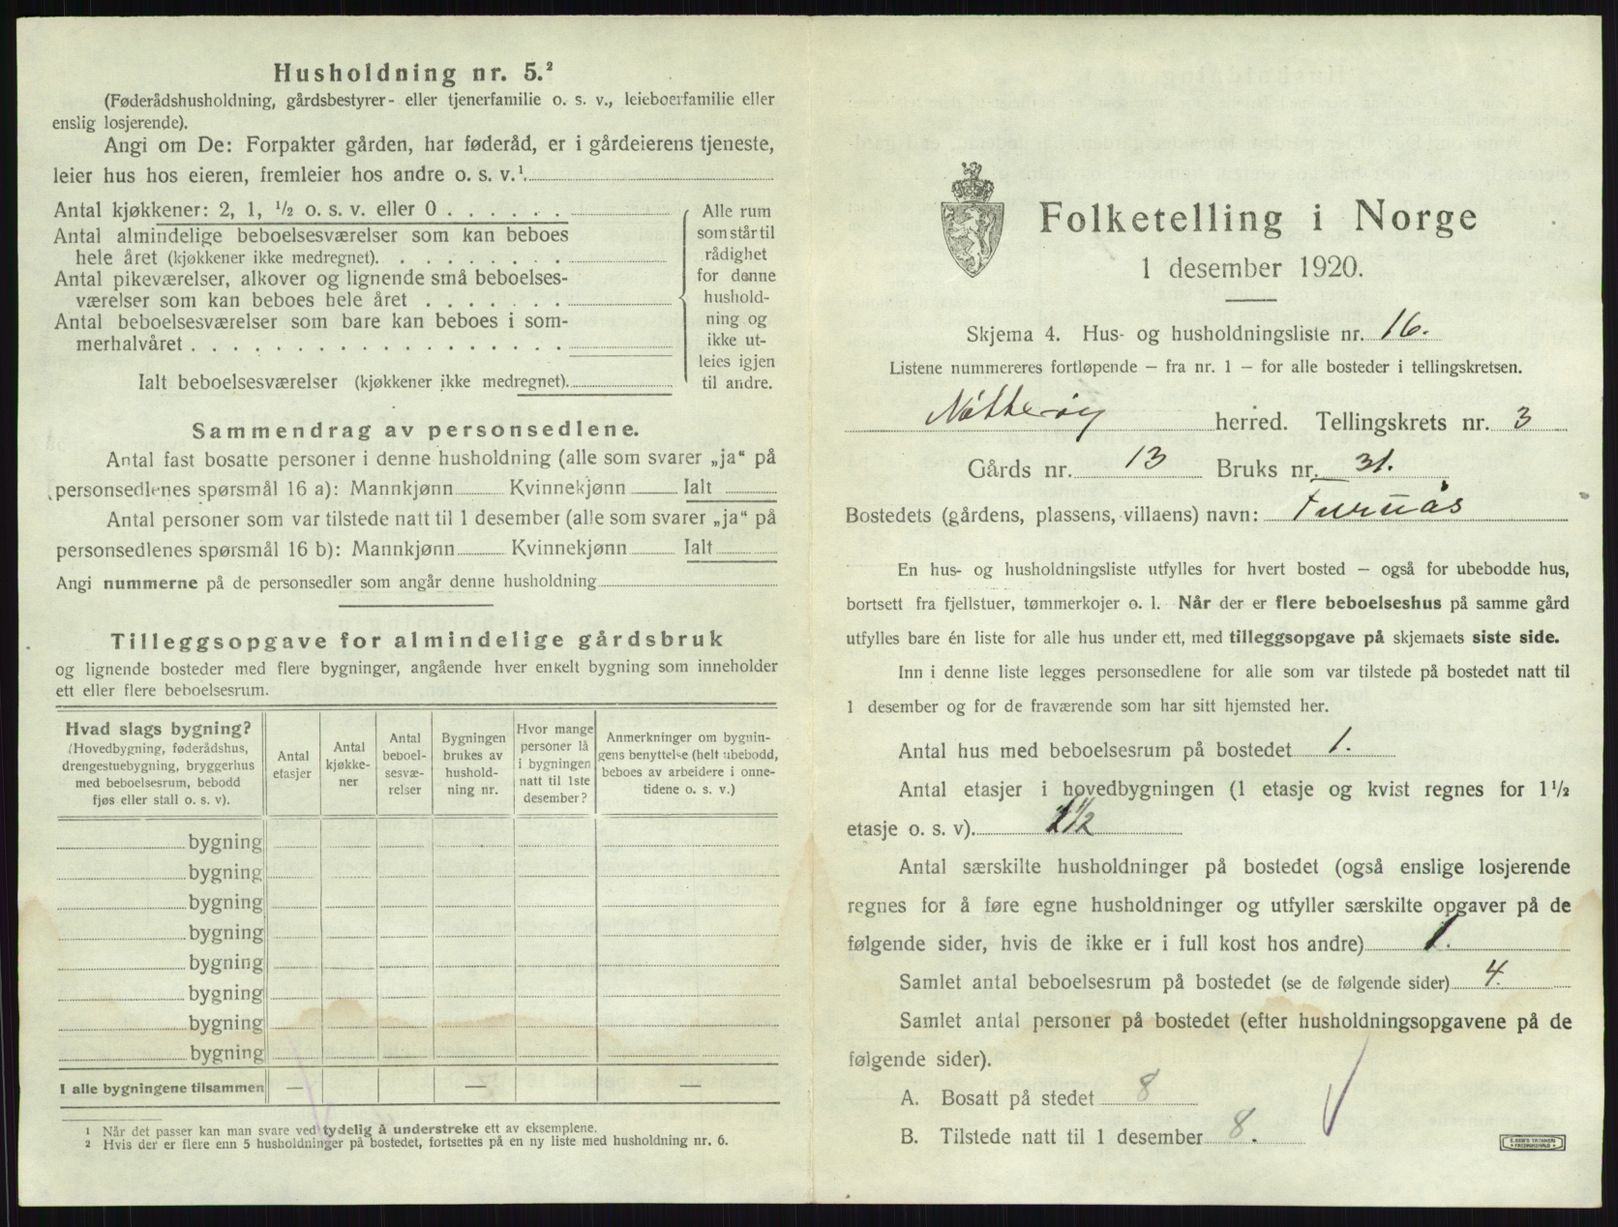 Husholdning nr. 5.²
(Føderådshusholdning, gårdsbestyrer- eller tjenerfamilie o. s. v., leieboerfamilie eller
enslig losjerende).
Angi om De: Forpakter gården, har føderåd, er i gårdeierens tjeneste,
leier hus hos eieren, fremleier hos andre o. s. v.¹
Antal kjøkkener: 2, 1, ½ o. s. v. eller 0 . . . . . .
Antal almindelige beboelsesværelser som kan beboes
hele året (kjøkkener ikke medregnet). . . . . . . . .
Antal pikeværelser, alkover og lignende små beboelses-
værelser som kan beboes hele året . . . . . . .
Antal beboelsesværelser som bare kan beboes i som-
merhalvåret . . . . . . . . . . . . . . . . . .
Ialt beboelsesværelser (kjøkkener ikke medregnet).
Alle rum
som står til
rådighet
for denne
hushold-
ning og
ikke ut-
leies igjen
til andre.
Sammendrag av personsedlene.
Antal fast bosatte personer i denne husholdning (alle som svarer „ja“ på
personsedlenes spørsmål 16 a): Mannkjønn Kvinnekjønn Ialt
Antal personer som var tilstede natt til 1 desember (alle som svarer „ja“ på
personsedlenes spørsmål 16 b): Mannkjønn Kvinnekjønn Ialt
Angi nummerne på de personsedler som angår denne husholdning
Tilleggsopgave for almindelige gårdsbruk
og lignende bosteder med flere bygninger, angående hver enkelt bygning som inneholder
ett eller flere beboelsesrum.
Hvad slags bygning?
(Hovedbygning, føderådshus,
drengestuebygning, bryggerhus
med beboelsesrum, bebodd
fjøs eller stall o. s. v).
Antal
etasjer
Antal
kjøkke-
ner
Antal
beboel-
sesvæ-
relser
Bygningen
brukes av
hushold-
ning nr.
Hvor mange
personer lå
i bygningen
natt til 1ste
desember?
Anmerkninger om bygnin-
gens benyttelse (helt ubebodd,
beboes av arbeidere i onne-
tidene o. s. v.)
bygning
bygning
bygning
bygning
bygning
bygning
bygning
bygning
I alle bygningene tilsammen — — —
1 Når det passer kan man svare ved tydelig å understreke ett av eksemplene.
2 Hvis der er flere enn 5 husholdninger på bostedet, fortsettes på en ny liste med husholdning nr. 6.
Folketelling i Norge
1 desember 1920.
Skjema 4. Hus- og husholdningsliste nr. 16.
Listene nummereres fortløpende – fra nr. 1 – for alle bosteder i tellingskretsen.
Nøtterøy herred. Tellingskrets nr. 3
Gårds nr. 13 Bruks nr. 31.
Bostedets (gårdens, plassens, villaens) navn: Furuås
En hus- og husholdningsliste utfylles for hvert bosted – også for ubebodde hus,
bortsett fra fjellstuer, tømmerkojer o. l. Når der er flere beboelseshus på samme gård
utfylles bare én liste for alle hus under ett, med tilleggsopgave på skjemaets siste side.
Inn i denne liste legges personsedlene for alle som var tilstede på bostedet natt til
1 desember og for de fraværende som har sitt hjemsted her.
Antal hus med beboelsesrum på bostedet 1.
Antal etasjer i hovedbygningen (1 etasje og kvist regnes for 1½
etasje o. s. v).
Antal særskilte husholdninger på bostedet (også enslige losjerende
regnes for å føre egne husholdninger og utfyller særskilte opgaver på de
følgende sider, hvis de ikke er i full kost hos andre) 1.
Samlet antal beboelsesrum på bostedet (se de følgende sider) 4.
Samlet antal personer på bostedet (efter husholdningsopgavene på de
følgende sider).
A. Bosatt på stedet 8
B. Tilstede natt til 1 desember 8.